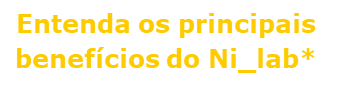 Entenda os principais
benefícios do Ni_lab*